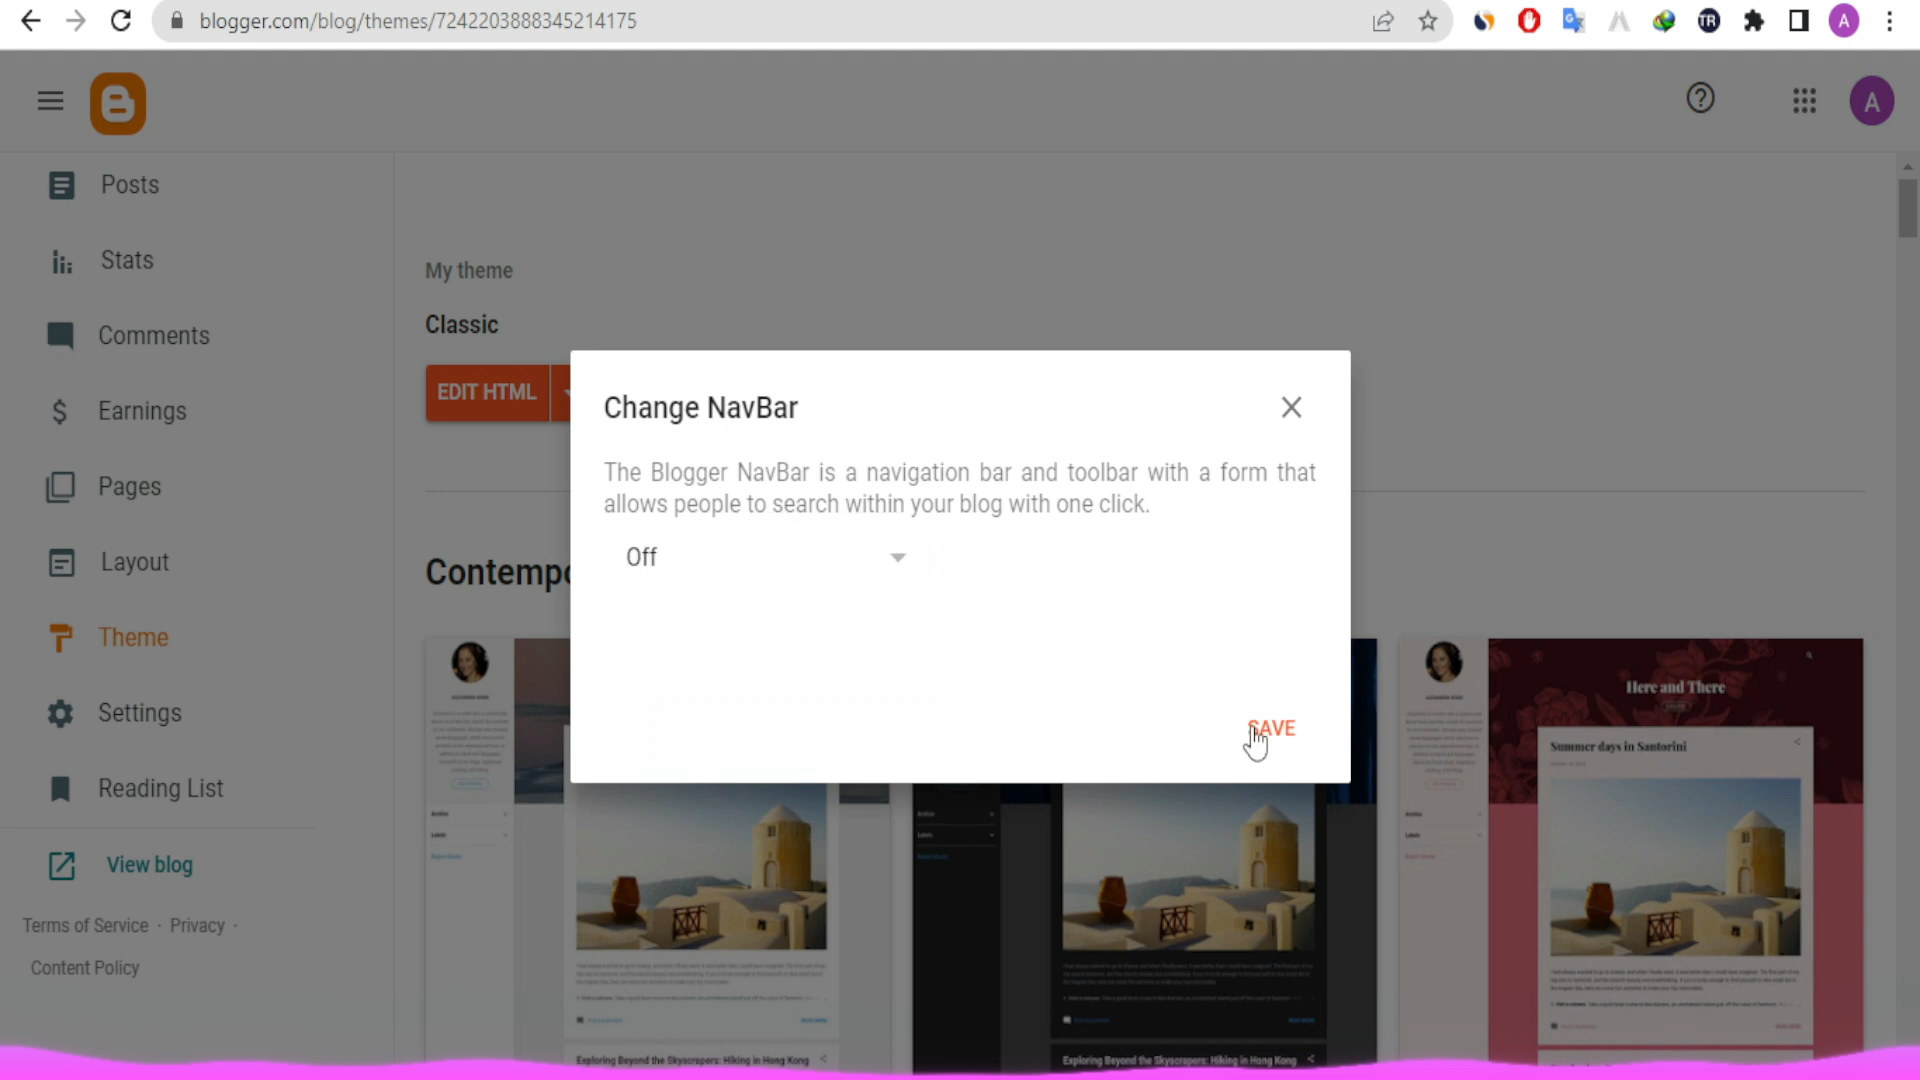 blogger.com/blog/themes/7242203888345214175
TR
A
A
Posts
Stats
Comments
Earnings
Pages
Layout
Theme
Settings
Reading List
View blog
Terms of Service · Privacy ·
Content Policy
My theme
Classic
EDIT HTML
Contempo
Change NavBar
The Blogger NavBar is a navigation bar and toolbar with a form that
allows people to search within your blog with one click.
Off
SAVE
Here and There
Summer days in Santorini
Exploring Beyond the Skyscrapers: Hiking in Hong Kong
Exploring Beyond the Skyscrapers: Hiking in Hong Kong